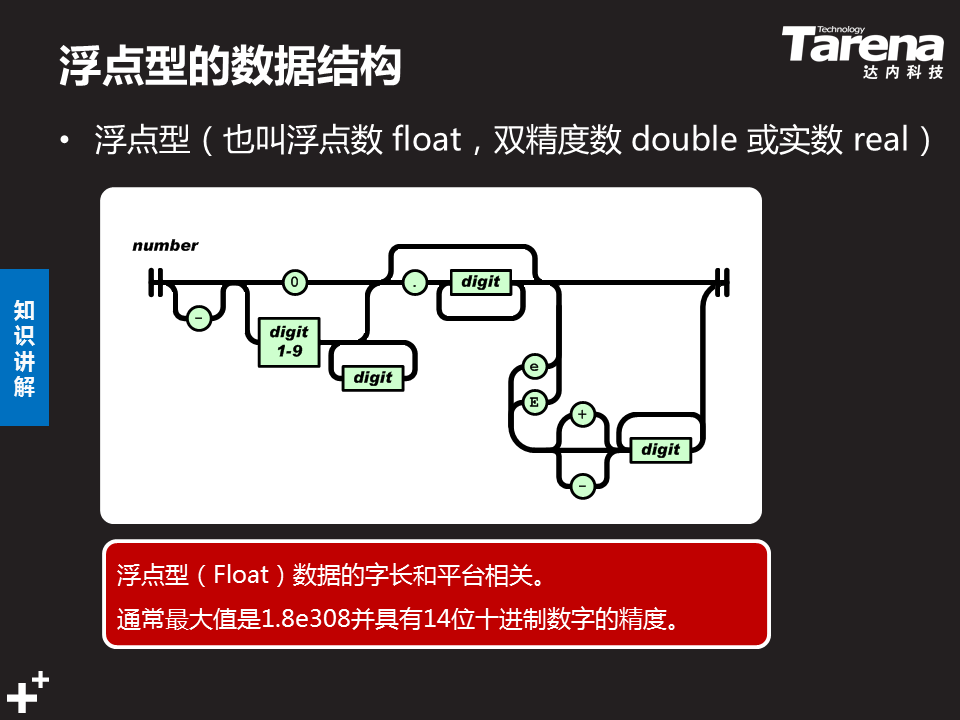 浮点型的数据结构
Technology
Tarena
达内科技
• 浮点型（也叫浮点数 float，双精度数 double 或实数 real）
知
识
讲
解
number
-
0
.
digit
digit
1-9
digit
e
E
+
-
digit
浮点型（Float）数据的字长和平台相关。
通常最大值是1.8e308并具有14位十进制数字的精度。